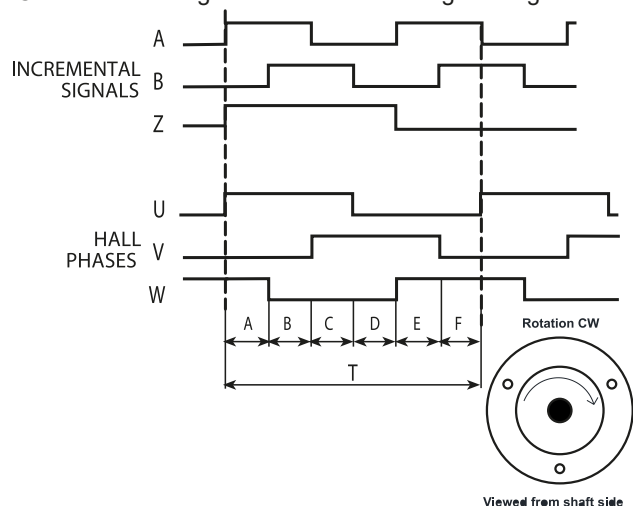 A
INCREMENTAL
SIGNALS B
Z
U
HALL
PHASES V
W
A B C D E F
T
Rotation CW
Viewed from shaft side